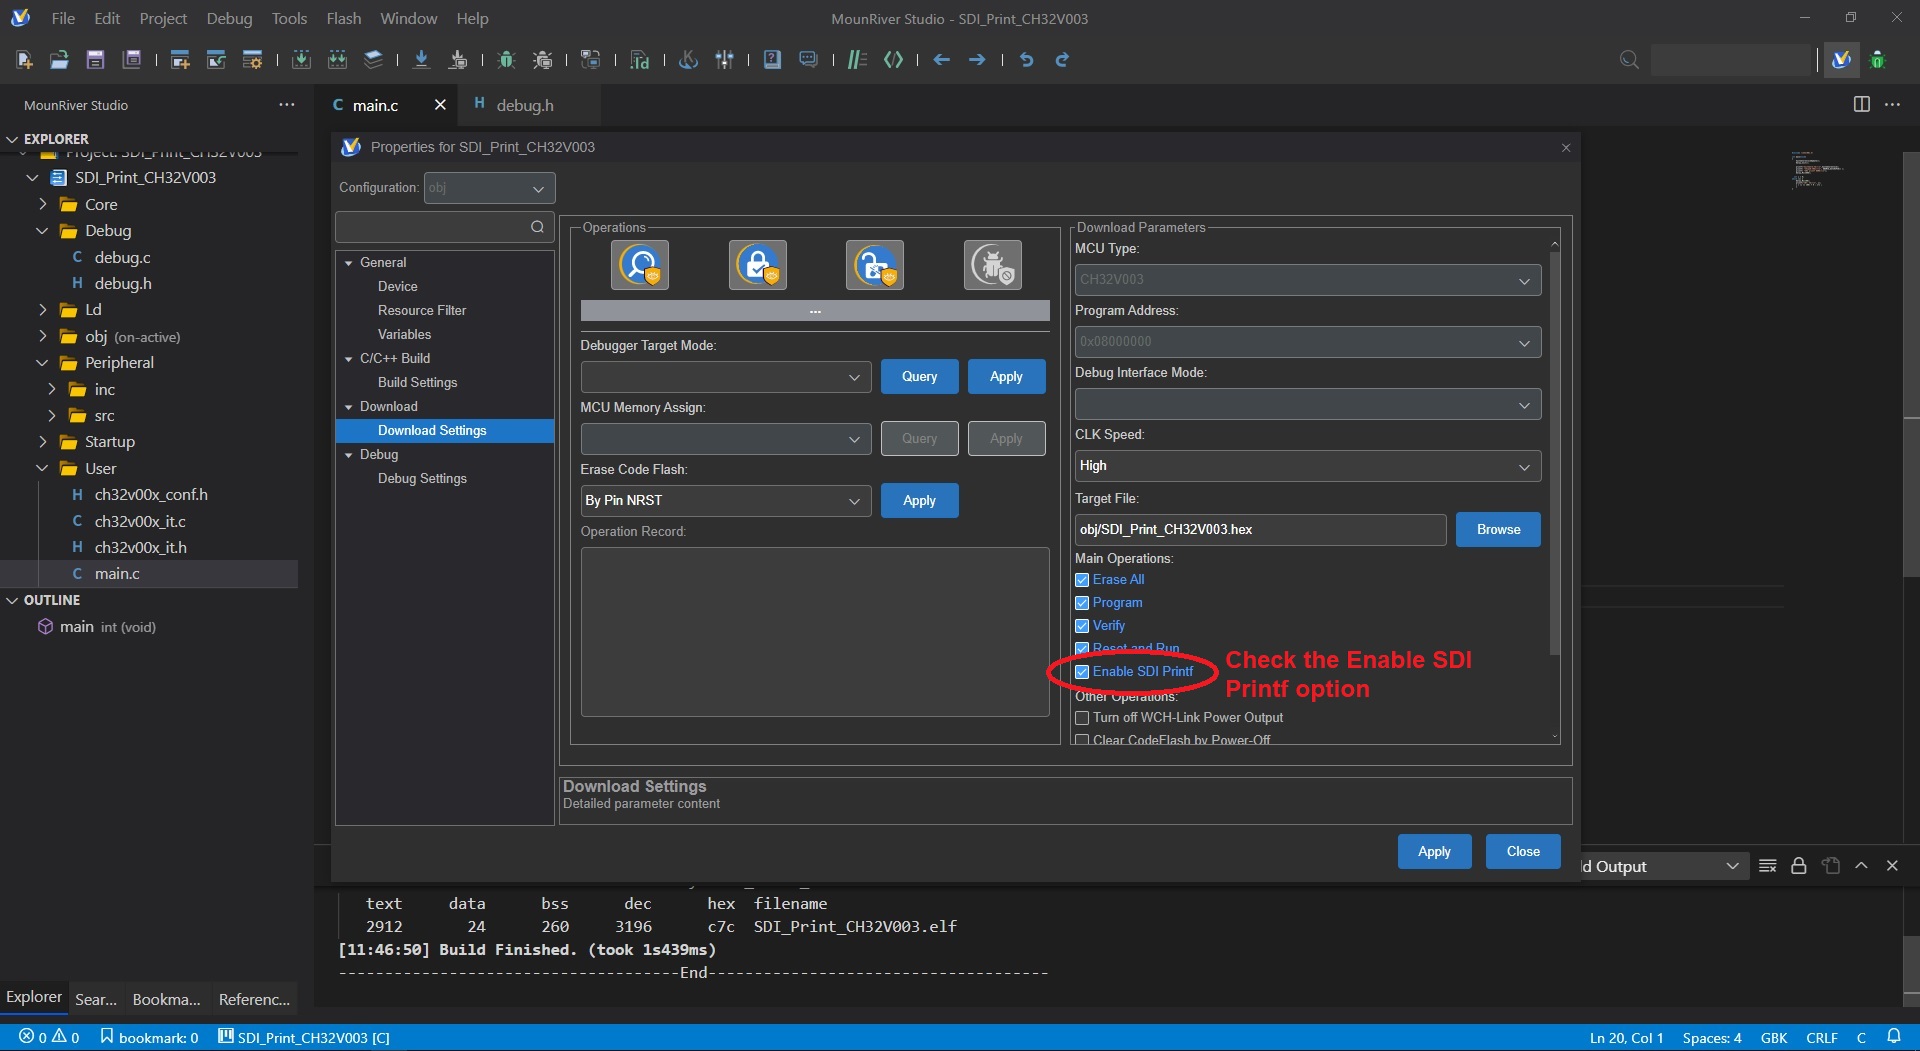 File Edit Project Debug Tools Flash Window Help
MounRiver Studio - SDI_Print_CH32V003
MounRiver Studio
C main.c
H debug.h
EXPLORER
Project: SDI_Print_CH32V003
SDI_Print_CH32V003
Core
Debug
C debug.c
H debug.h
Ld
obj (on-active)
Peripheral
inc
src
Startup
User
H ch32v00x_conf.h
C ch32v00x_it.c
H ch32v00x_it.h
C main.c
OUTLINE
main int (void)
Properties for SDI_Print_CH32V003
Configuration: obj
General
Device
Resource Filter
Variables
C/C++ Build
Build Settings
Download
Download Settings
Debug
Debug Settings
Operations
...
Debugger Target Mode:
Query Apply
MCU Memory Assign:
Query Apply
Erase Code Flash:
By Pin NRST Apply
Operation Record:
Download Parameters
MCU Type:
CH32V003
Program Address:
0x08000000
Debug Interface Mode:
CLK Speed:
High
Target File:
obj/SDI_Print_CH32V003.hex Browse
Main Operations:
Erase All
Program
Verify
Reset and Run
Enable SDI Printf
Check the Enable SDI
Printf option
Other Operations:
Turn off WCH-Link Power Output
Clear CodeFlash by Power-Off
Download Settings
Detailed parameter content
Apply Close
d Output
text data bss dec hex filename
2912 24 260 3196 c7c SDI_Print_CH32V003.elf
[11:46:50] Build Finished. (took 1s439ms)
-------------------------------------End-------------------------------------
Explorer Sear... Bookma... Referenc...
0 0 bookmark: 0 SDI_Print_CH32V003 [C]
Ln 20, Col 1 Spaces: 4 GBK CRLF C